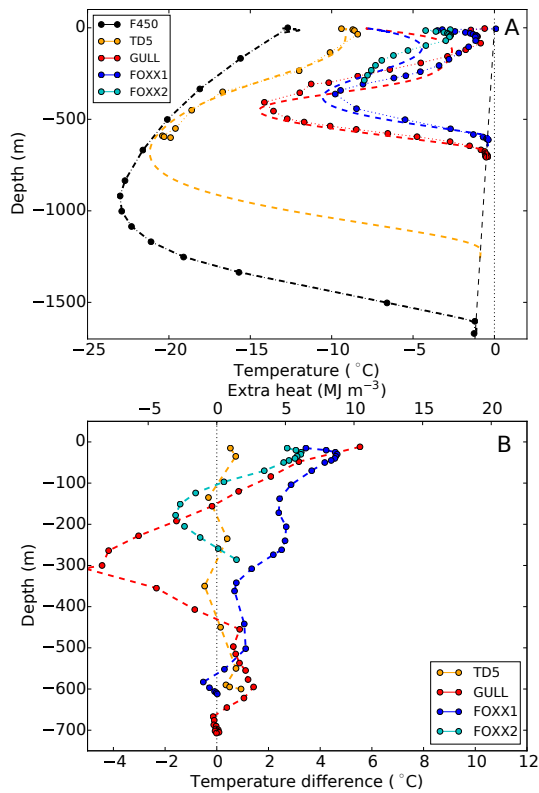 A
F450
TD5
GULL
FOXX1
FOXX2
0
−500
−1000
−1500
Depth (m)
−25 −20 −15 −10 −5 0
Temperature (°C)
Extra heat (MJ m⁻³)
−5 0 5 10 15 20
B
0
−100
−200
−300
−400
−500
−600
−700
Depth (m)
TD5
GULL
FOXX1
FOXX2
−4 −2 0 2 4 6 8 10 12
Temperature difference (°C)